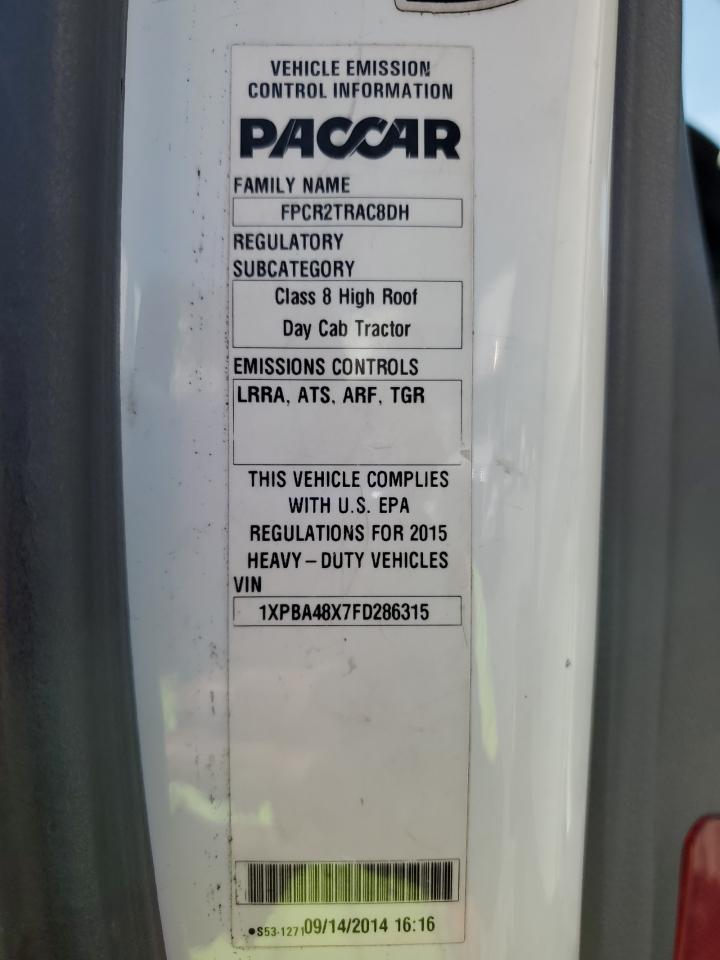 VEHICLE EMISSION
CONTROL INFORMATION
PACCAR
FAMILY NAME
FPCR2TRAC8DH
REGULATORY
SUBCATEGORY
Class 8 High Roof
Day Cab Tractor
EMISSIONS CONTROLS
LRRA, ATS, ARF, TGR
THIS VEHICLE COMPLIES
WITH U.S. EPA
REGULATIONS FOR 2015
HEAVY-DUTY VEHICLES
VIN
1XPBA48X7FD286315
•S53-1271 09/14/2014 16:16